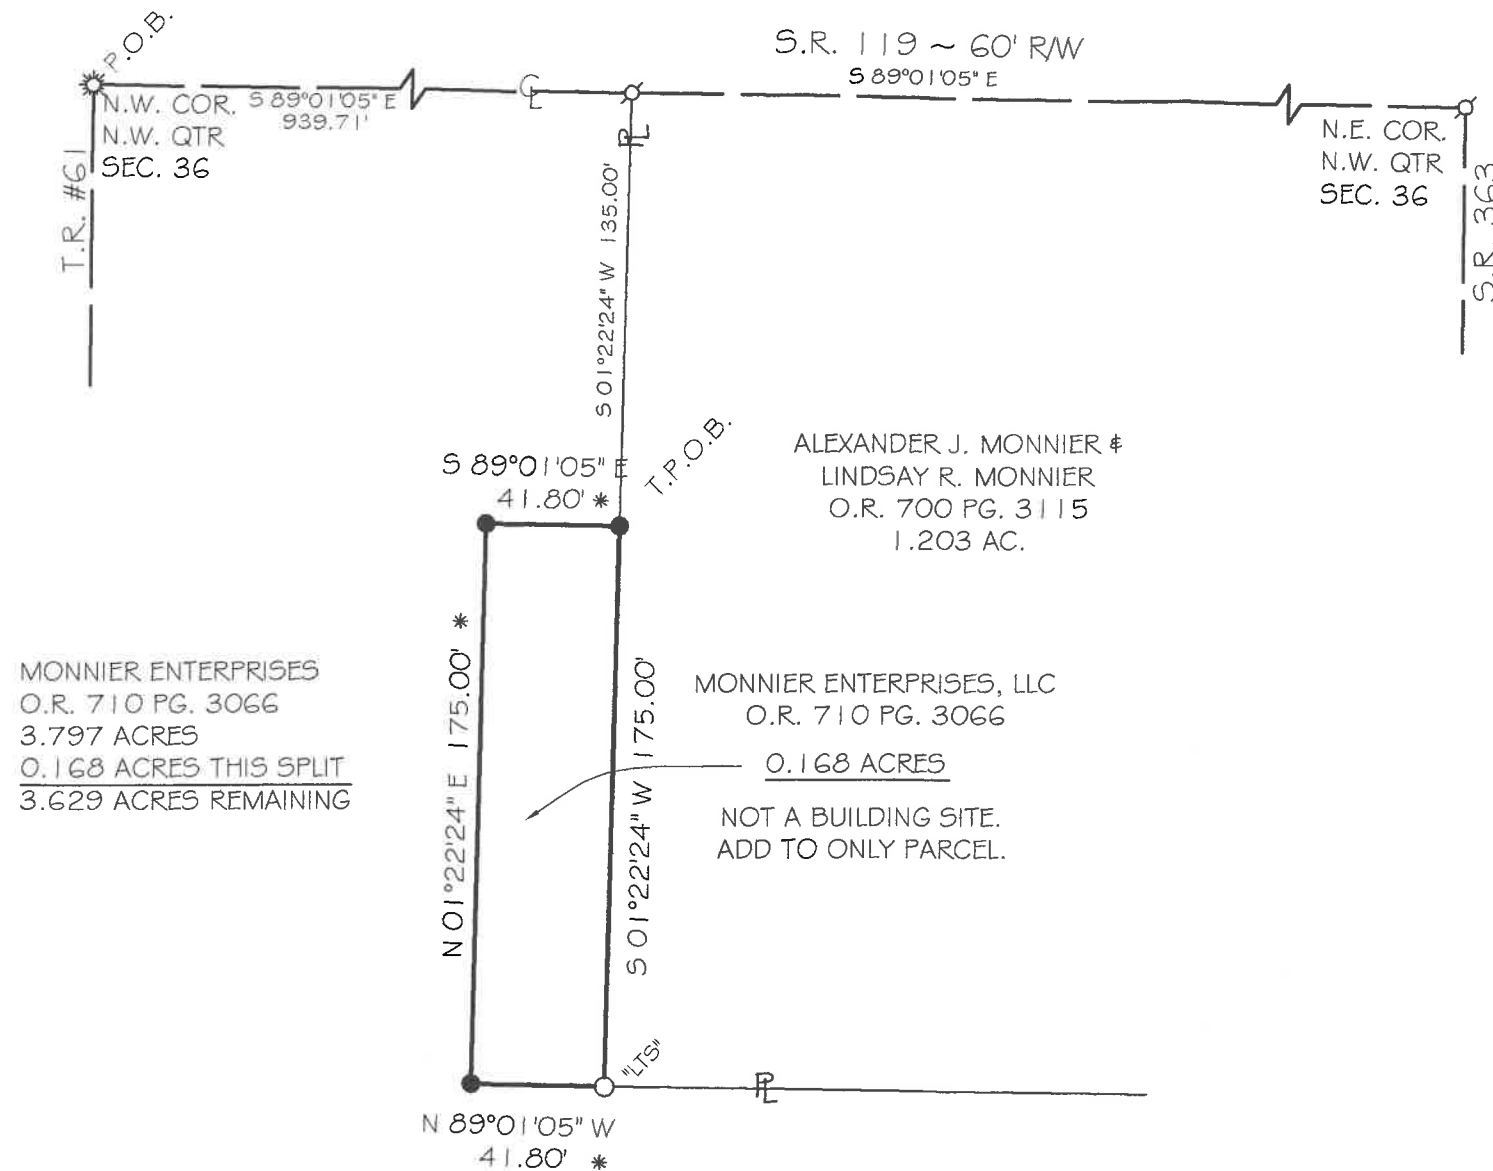 P.O.B.
S.R. 119 ~ 60' R/W
S 89°01'05" E
℄
N.W. COR.
N.W. QTR
SEC. 36
S 89°01'05" E
939.71'
T.R. #61
PL
S 01°22'24" W 135.00'
N.E. COR.
N.W. QTR
SEC. 36
S.R. 363
S 89°01'05" E
41.80' *
T.P.O.B.
ALEXANDER J. MONNIER &
LINDSAY R. MONNIER
O.R. 700 PG. 3115
1.203 AC.
MONNIER ENTERPRISES
O.R. 710 PG. 3066
3.797 ACRES
0.168 ACRES THIS SPLIT
3.629 ACRES REMAINING
N 01°22'24" E 175.00' *
S 01°22'24" W 175.00'
MONNIER ENTERPRISES, LLC
O.R. 710 PG. 3066
0.168 ACRES
NOT A BUILDING SITE.
ADD TO ONLY PARCEL.
"LTS"
PL
N 89°01'05" W
41.80' *